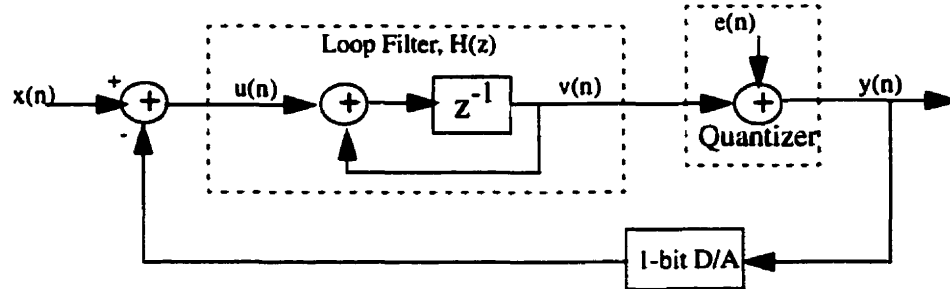 e(n)
Loop Filter, H(z)
+
x(n) + u(n) + z⁻¹ v(n) + y(n)
-
Quantizer
1-bit D/A